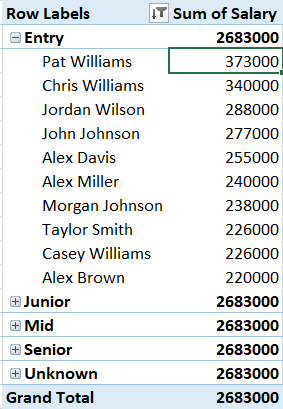 Row Labels Sum of Salary
Entry 2683000
Pat Williams 373000
Chris Williams 340000
Jordan Wilson 288000
John Johnson 277000
Alex Davis 255000
Alex Miller 240000
Morgan Johnson 238000
Taylor Smith 226000
Casey Williams 226000
Alex Brown 220000
Junior 2683000
Mid 2683000
Senior 2683000
Unknown 2683000
Grand Total 2683000